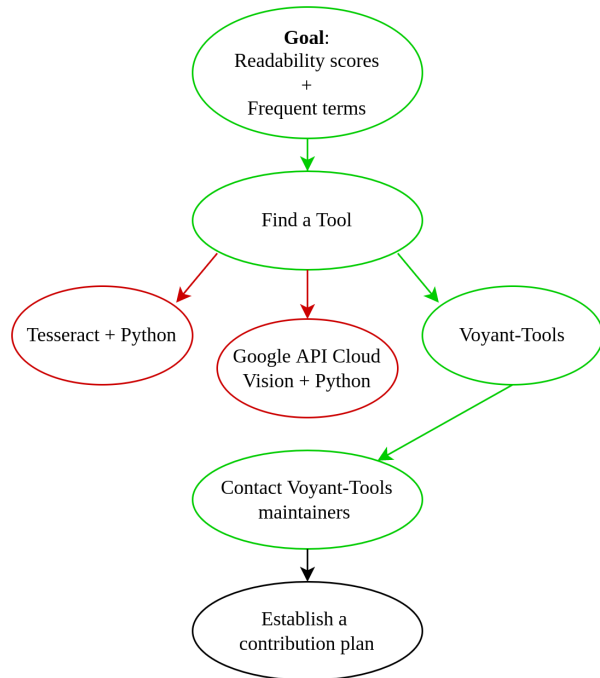 Goal:
Readability scores
+
Frequent terms
Find a Tool
Tesseract + Python
Google API Cloud
Vision + Python
Voyant-Tools
Contact Voyant-Tools
maintainers
Establish a
contribution plan